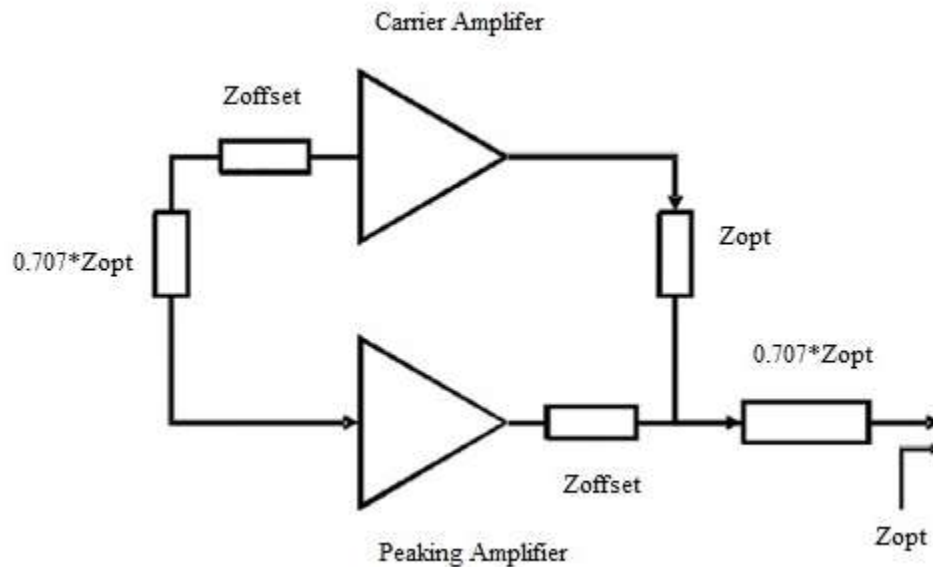 Carrier Amplifer
Zoffset
0.707*Zopt
Zopt
0.707*Zopt
Zoffset
Zopt
Peaking Amplifier